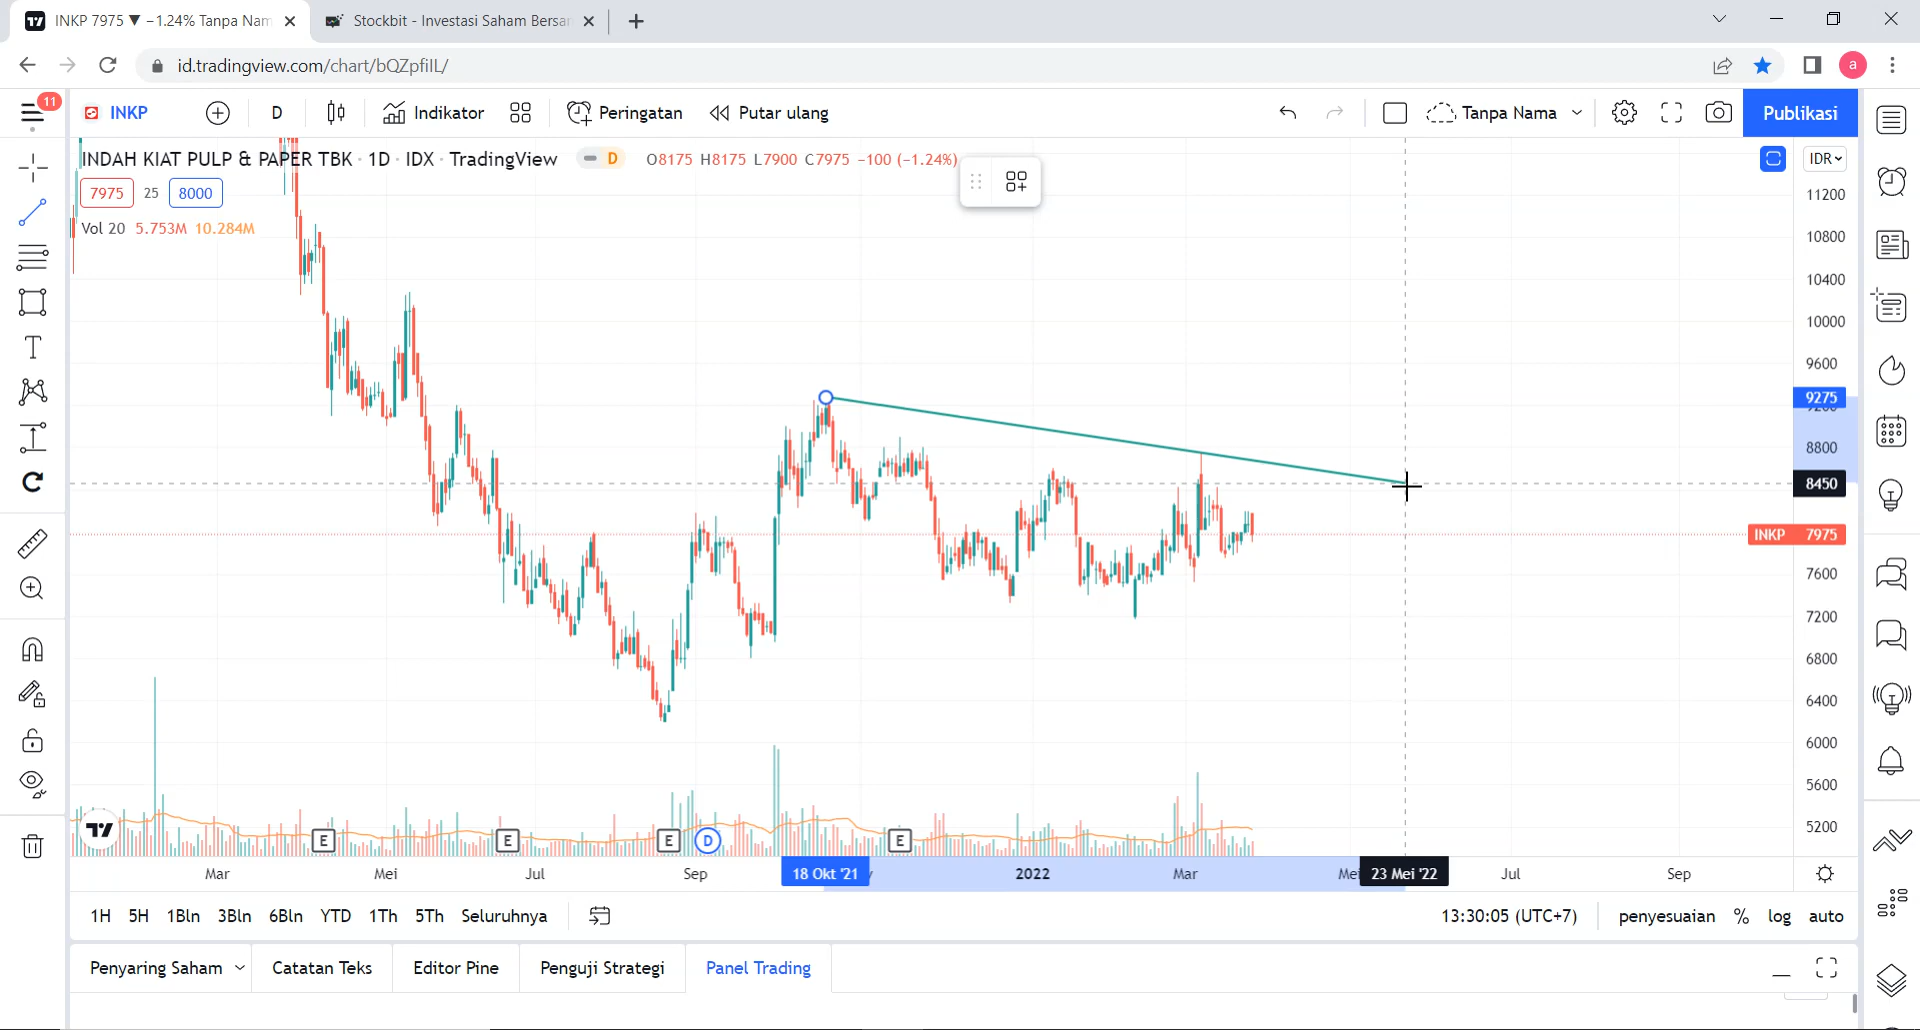 INKP 7975 ▼ −1.24% Tanpa Nam
Stockbit - Investasi Saham Bersan
id.tradingview.com/chart/bQZpfiIL/
a
11
INKP
D
Indikator
Peringatan
Putar ulang
Tanpa Nama
Publikasi
INDAH KIAT PULP & PAPER TBK · 1D · IDX · TradingView
D
O8175 H8175 L7900 C7975 −100 (−1.24%)
IDR
7975 25 8000
Vol 20 5.753M 10.284M
11200
10800
10400
10000
9600
9275
8800
8450
INKP 7975
7600
7200
6800
6400
6000
5600
5200
E
E
E
D
E
Mar
Mei
Jul
Sep
18 Okt '21
2022
Mar
Mei
23 Mei '22
Jul
Sep
1H 5H 1Bln 3Bln 6Bln YTD 1Th 5Th Seluruhnya
13:30:05 (UTC+7)
penyesuaian % log auto
Penyaring Saham
Catatan Teks
Editor Pine
Penguji Strategi
Panel Trading